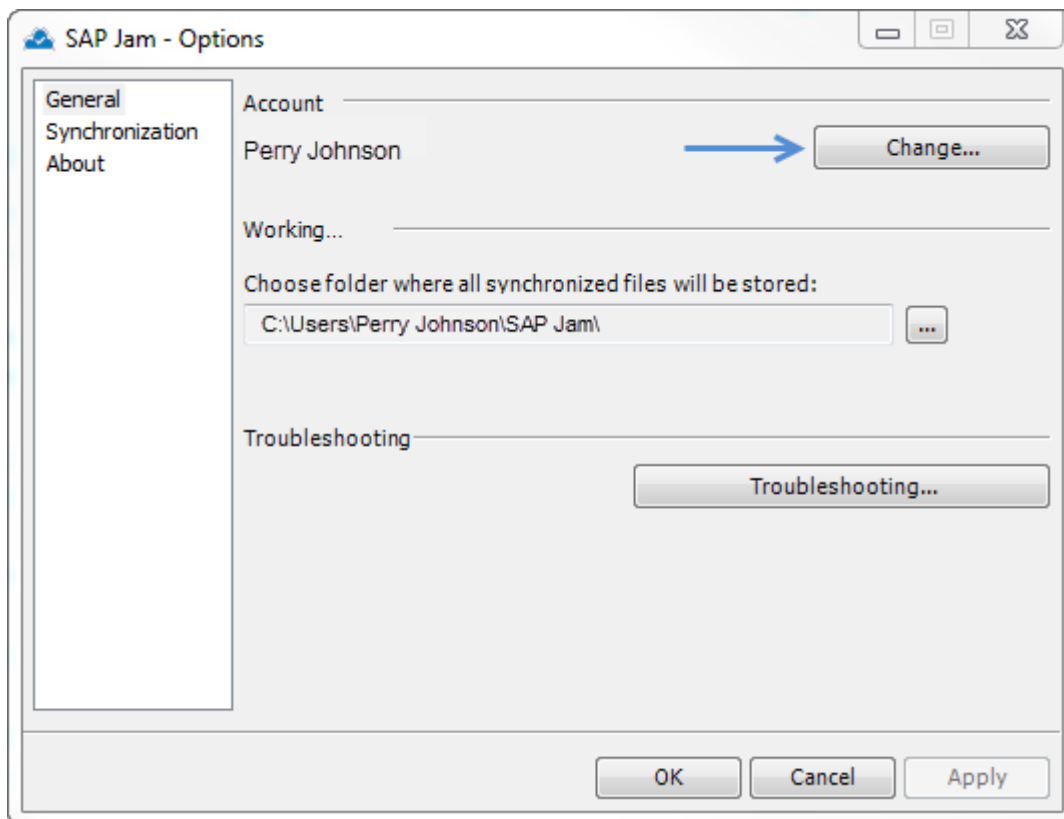 SAP Jam - Options
General
Synchronization
About
Account
Perry Johnson
Change...
Working...
Choose folder where all synchronized files will be stored:
C:\Users\Perry Johnson\SAP Jam\
...
Troubleshooting
Troubleshooting...
OK
Cancel
Apply